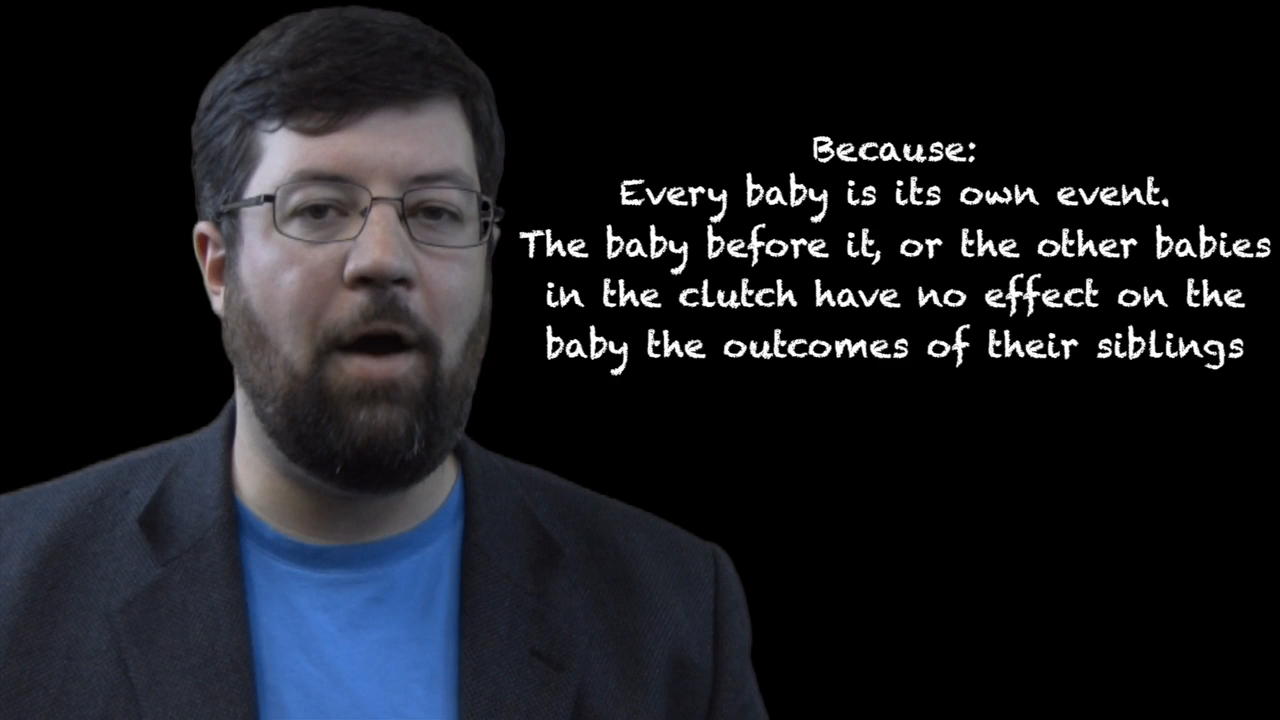 Because:
Every baby is its own event.
The baby before it, or the other babies
in the clutch have no effect on the
baby the outcomes of their siblings